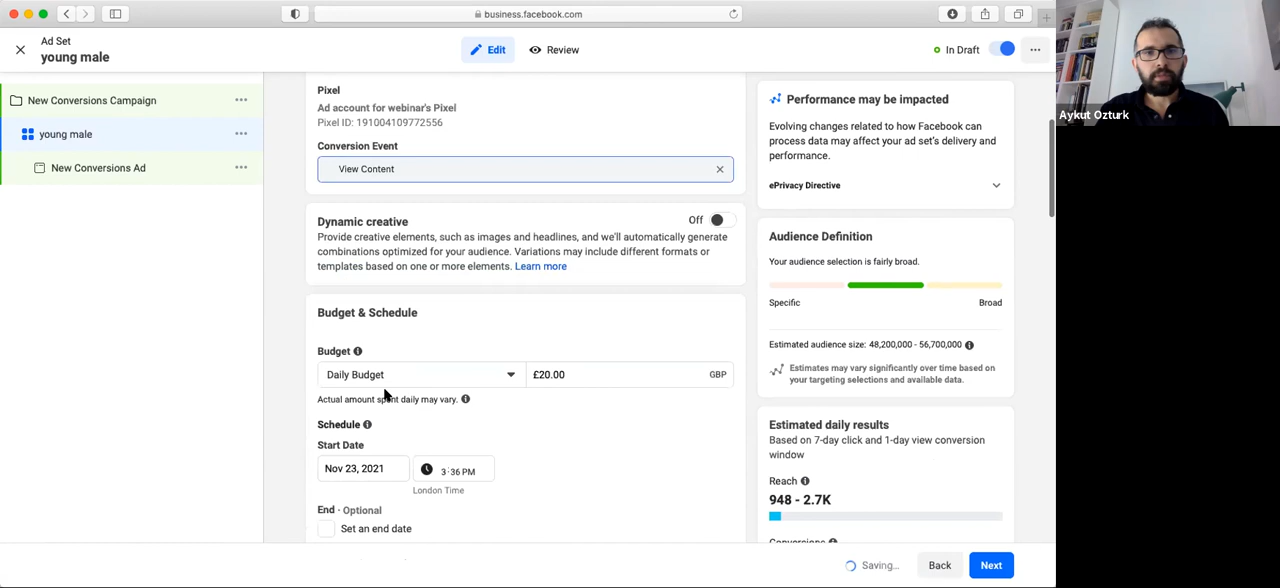 business.facebook.com
Ad Set
young male
Edit
Review
In Draft
New Conversions Campaign
young male
New Conversions Ad
Pixel
Ad account for webinar's Pixel
Pixel ID: 191004109772556
Conversion Event
View Content
Dynamic creative
Off
Provide creative elements, such as images and headlines, and we'll automatically generate
combinations optimized for your audience. Variations may include different formats or
templates based on one or more elements. Learn more
Budget & Schedule
Budget
Daily Budget
£20.00
GBP
Actual amount spent daily may vary.
Schedule
Start Date
Nov 23, 2021
3:36 PM
London Time
End · Optional
Set an end date
Performance may be impacted
Evolving changes related to how Facebook can
process data may affect your ad set's delivery and
performance.
ePrivacy Directive
Audience Definition
Your audience selection is fairly broad.
Specific
Broad
Estimated audience size: 48,200,000 - 56,700,000
Estimates may vary significantly over time based on
your targeting selections and available data.
Estimated daily results
Based on 7-day click and 1-day view conversion
window
Reach
948 - 2.7K
Conversions
Saving...
Back
Next
Aykut Ozturk